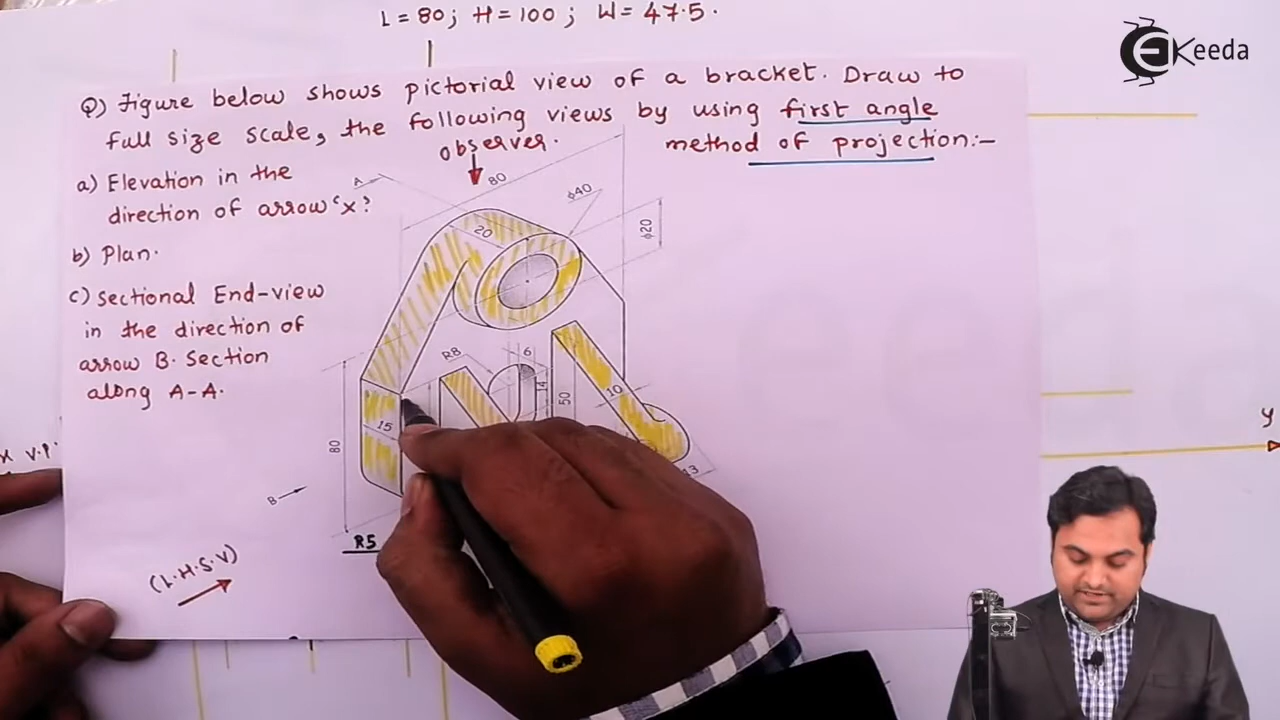 L = 80 ; H = 100 ; W = 47.5 .
Keeda
Q) Figure below shows pictorial view of a bracket. Draw to
full size scale, the following views by using first angle
method of projection:-
observer.
a) Elevation in the
direction of arrow 'x'.
b) Plan.
c) Sectional End-view
in the direction of
arrow B. Section
along A-A.
A
80
20
φ40
φ20
R8
6
14
50
10
15
80
13
B
R5
(L.H.S.V)
x v.p.
y